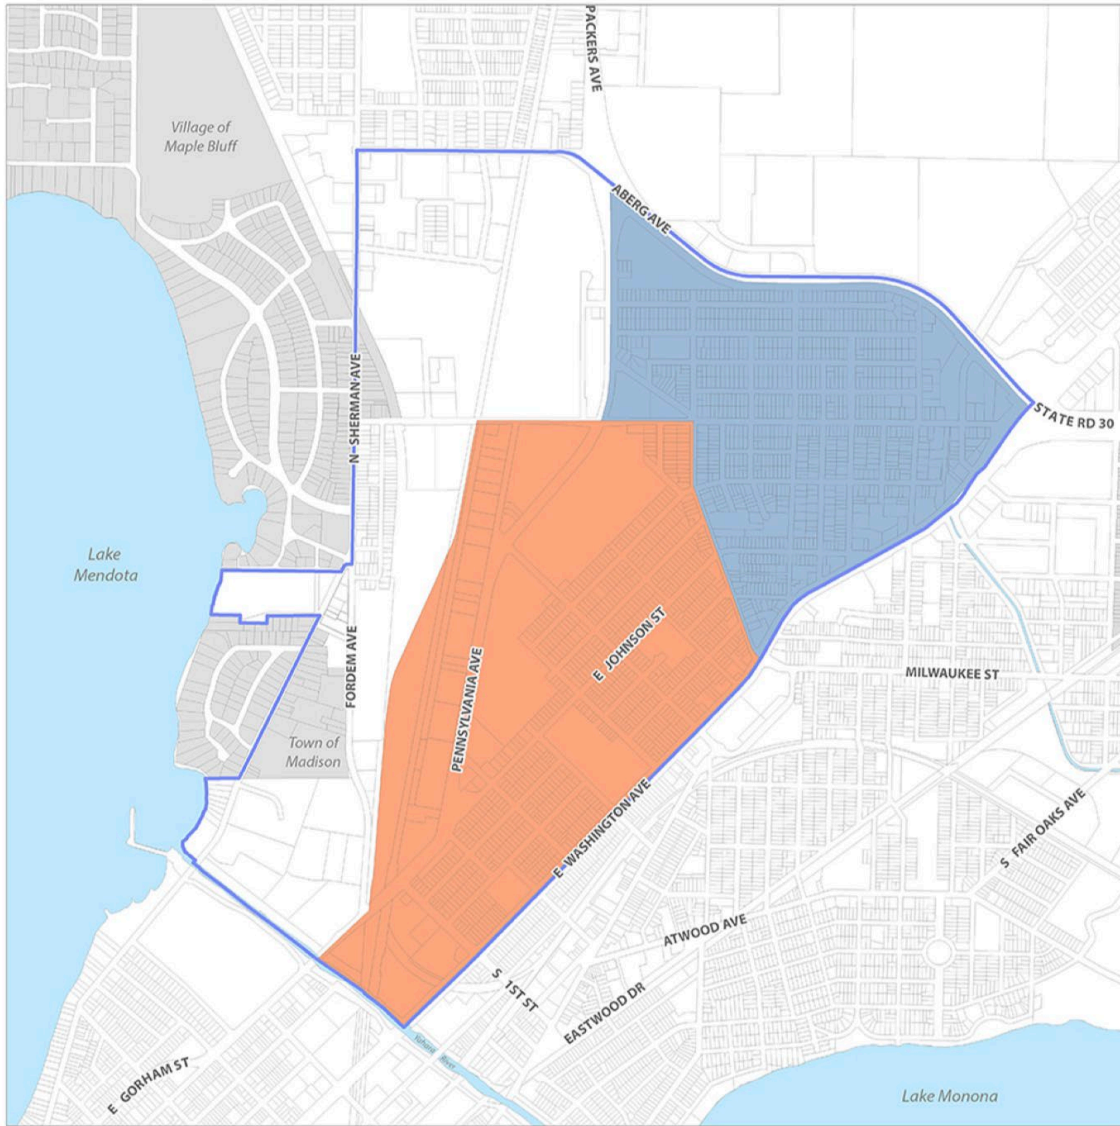 PACKERS AVE
Village of
Maple Bluff
ABERG AVE
N SHERMAN AVE
STATE RD 30
Lake
Mendota
E JOHNSON ST
FORDEM AVE
PENNSYLVANIA AVE
MILWAUKEE ST
Town of
Madison
E WASHINGTON AVE
S FAIR OAKS AVE
ATWOOD AVE
S 1ST ST
EASTWOOD DR
Yahara River
E GORHAM ST
Lake Monona